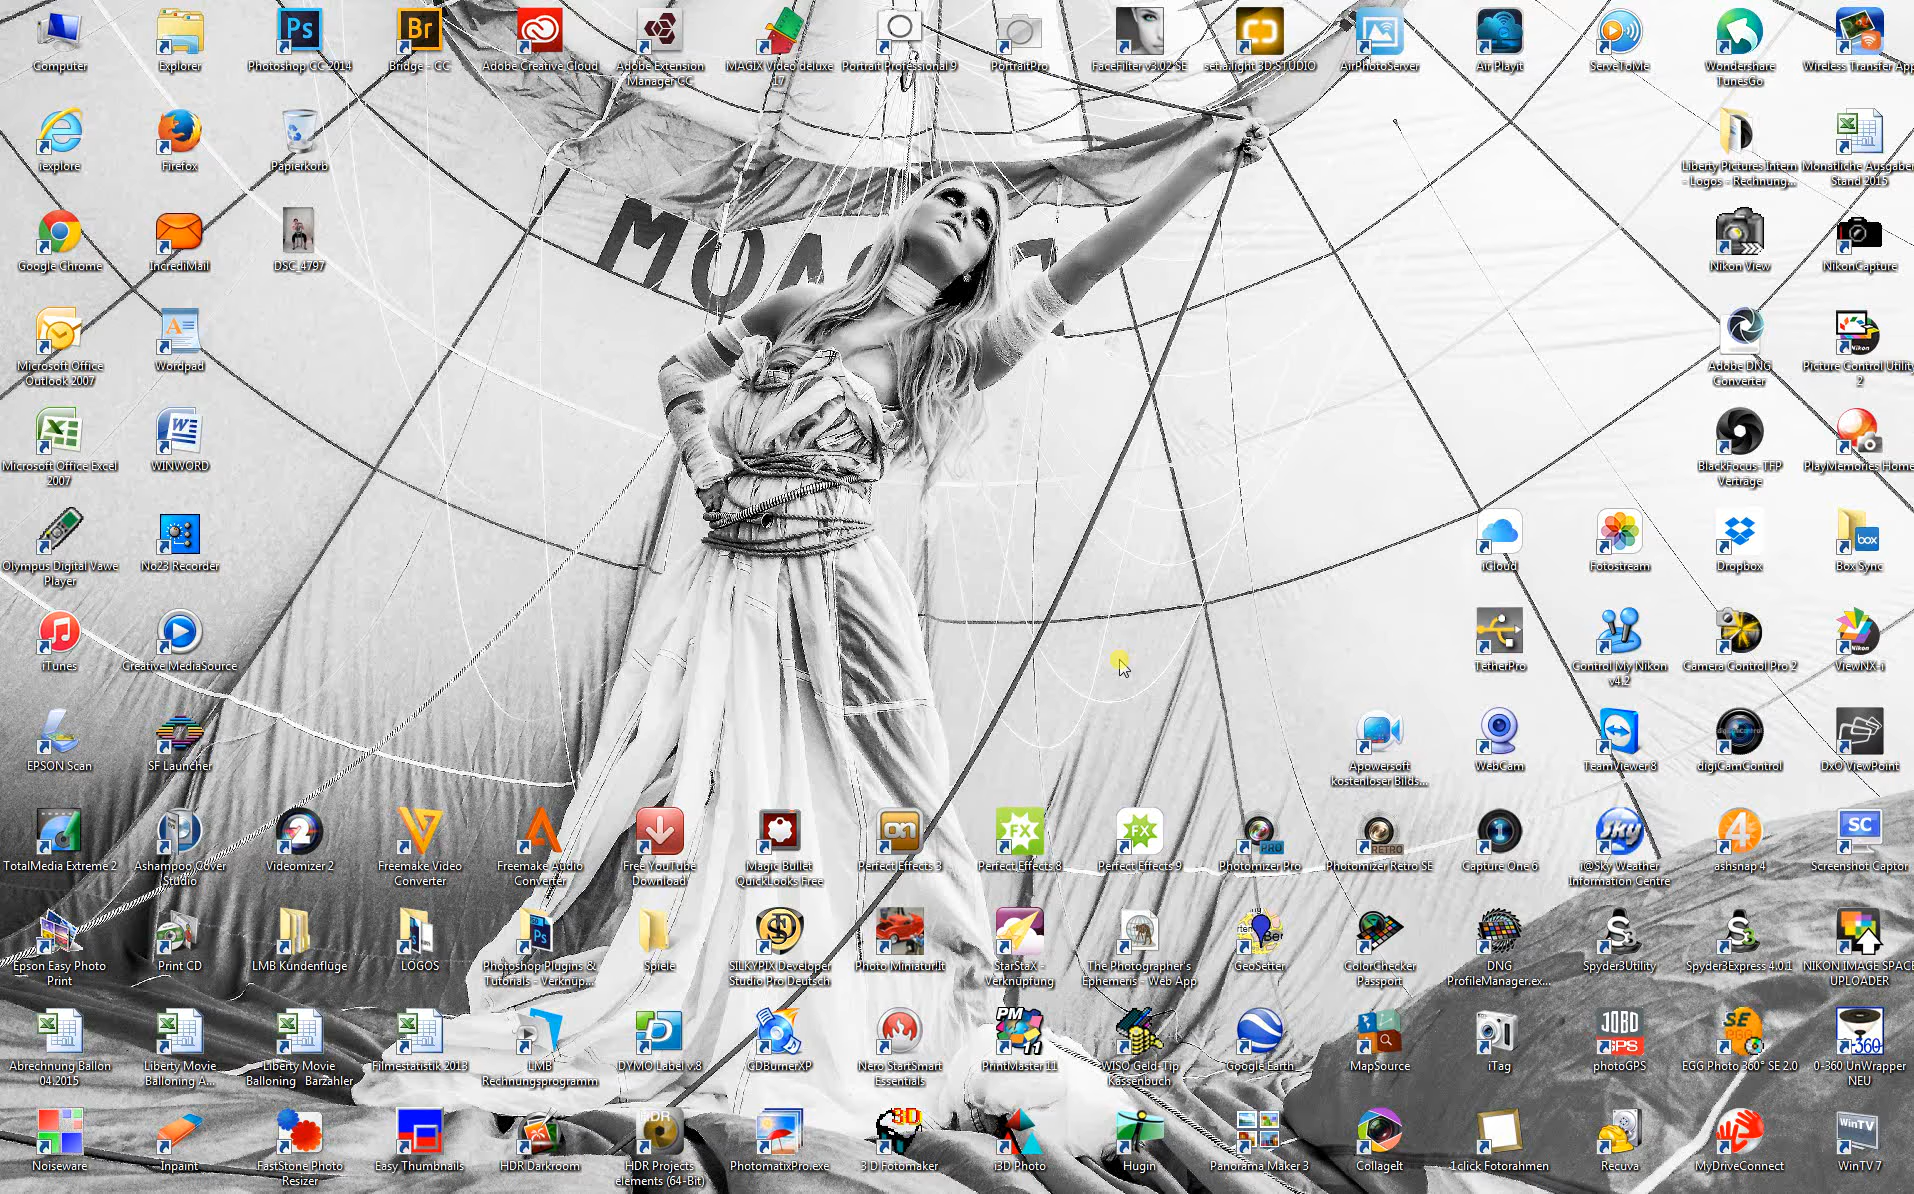 Computer
Explorer
Photoshop CC 2014
Bridge - CC
Adobe Creative Cloud
Adobe Extension
Manager CC
MAGIX Video deluxe
17
Portrait Professional 9
PortraitPro
FaceFilter v3.02 SE
set.a.light 3D STUDIO
AirPhotoServer
Air Playit
ServeToMe
Wondershare
TunesGo
Wireless Transfer App
iexplore
Firefox
Papierkorb
Liberty Pictures Intern
- Logos - Rechnung...
Monatliche Ausgaben
Stand 2015
Google Chrome
IncrediMail
DSC_4797
Nikon View
NikonCapture
Microsoft Office
Outlook 2007
Wordpad
Adobe DNG
Converter
Picture Control Utility
2
Microsoft Office Excel
2007
WINWORD
BlackFocus-TFP
Verträge
PlayMemories Home
Olympus Digital Vawe
Player
No23 Recorder
iCloud
Fotostream
Dropbox
Box Sync
iTunes
Creative MediaSource
TetherPro
Control My Nikon
v4.2
Camera Control Pro 2
ViewNX-i
EPSON Scan
SF Launcher
Apowersoft
kostenloser Bilds...
WebCam
TeamViewer 8
digiCamControl
DxO ViewPoint
TotalMedia Extreme 2
Ashampoo Cover
Studio
Videomizer 2
Freemake Video
Converter
Freemake Audio
Converter
Free YouTube
Download
Magic Bullet
QuickLooks Free
Perfect Effects 3
Perfect Effects 8
Perfect Effects 9
Photomizer Pro
Photomizer Retro SE
Capture One 6
i@Sky Weather
Information Centre
ashsnap 4
Screenshot Captor
Epson Easy Photo
Print
Print CD
LMB Kundenflüge
LOGOS
Photoshop Plugins &
Tutorials - Verknüp...
Spiele
SILKYPIX Developer
Studio Pro Deutsch
Photo Miniatur.It
StarStaX -
Verknüpfung
The Photographer's
Ephemeris - Web App
GeoSetter
ColorChecker
Passport
DNG
ProfileManager.ex...
Spyder3Utility
Spyder3Express 4.0.1
NIKON IMAGE SPACE
UPLOADER
Abrechnung Ballon
04.2015
Liberty Movie
Ballooning A...
Liberty Movie
Ballooning Barzahler
Filmestatistik 2013
LMB
Rechnungsprogramm
DYMO Label v.8
CDBurnerXP
Nero StartSmart
Essentials
PrintMaster 11
WISO Geld-Tip
Kassenbuch
Google Earth
MapSource
iTag
photoGPS
EGG Photo 360° SE 2.0
0-360 UnWrapper
NEU
Noiseware
Inpaint
FastStone Photo
Resizer
Easy Thumbnails
HDR Darkroom
HDR Projects
elements (64-Bit)
PhotomatixPro.exe
3 D Fotomaker
i3D Photo
Hugin
Panorama Maker 3
CollageIt
1click Fotorahmen
Recuva
MyDriveConnect
WinTV 7